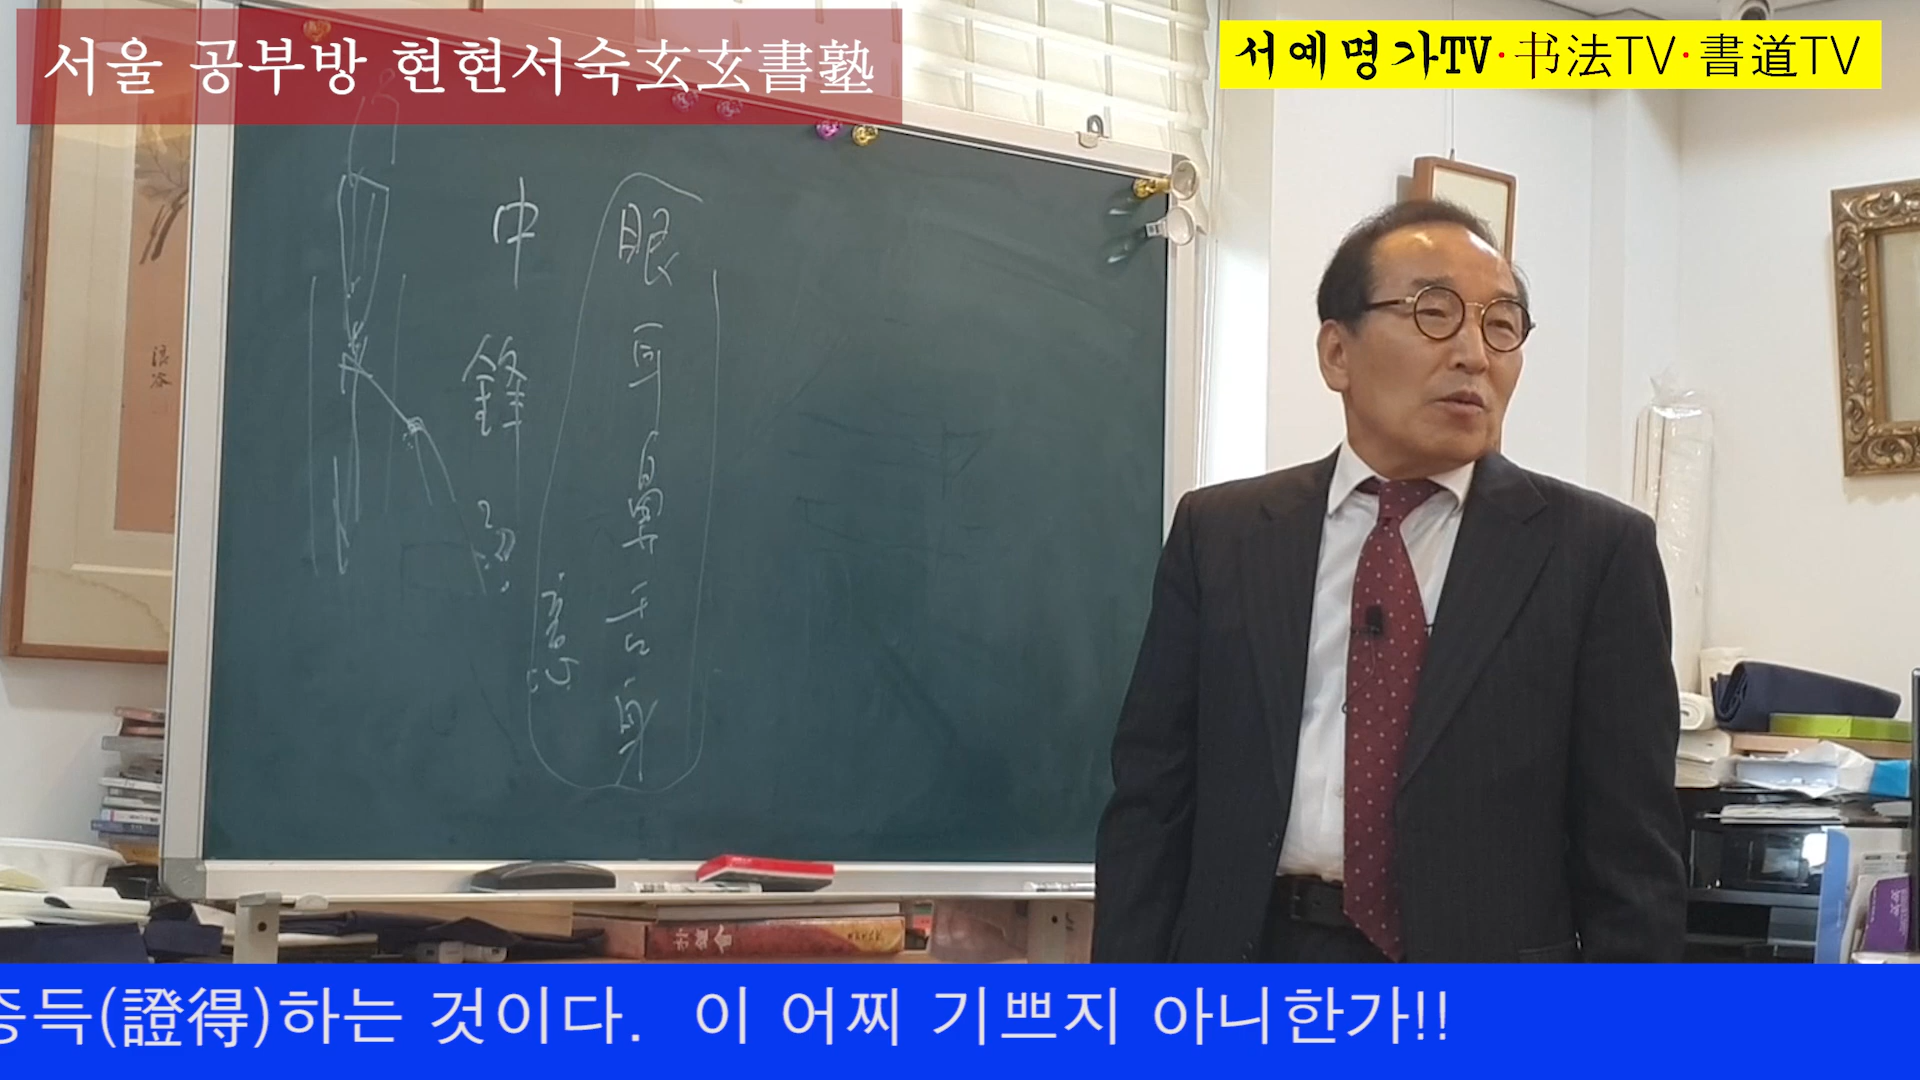 서울 공부방 현현서숙玄玄書塾
서예명가TV·书法TV·書道TV
眼耳鼻舌身
意
中鋒
浪谷
증득(證得)하는 것이다. 이 어찌 기쁘지 아니한가!!